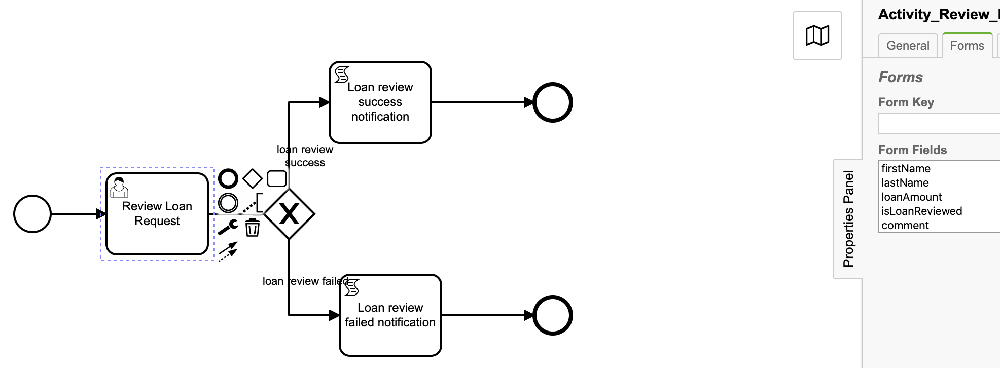 Activity_Review_
General
Forms
Forms
Form Key
Form Fields
firstName
lastName
loanAmount
isLoanReviewed
comment
Properties Panel
Loan review
success
notification
loan review
success
Review Loan
Request
loan review failed
Loan review
failed notification